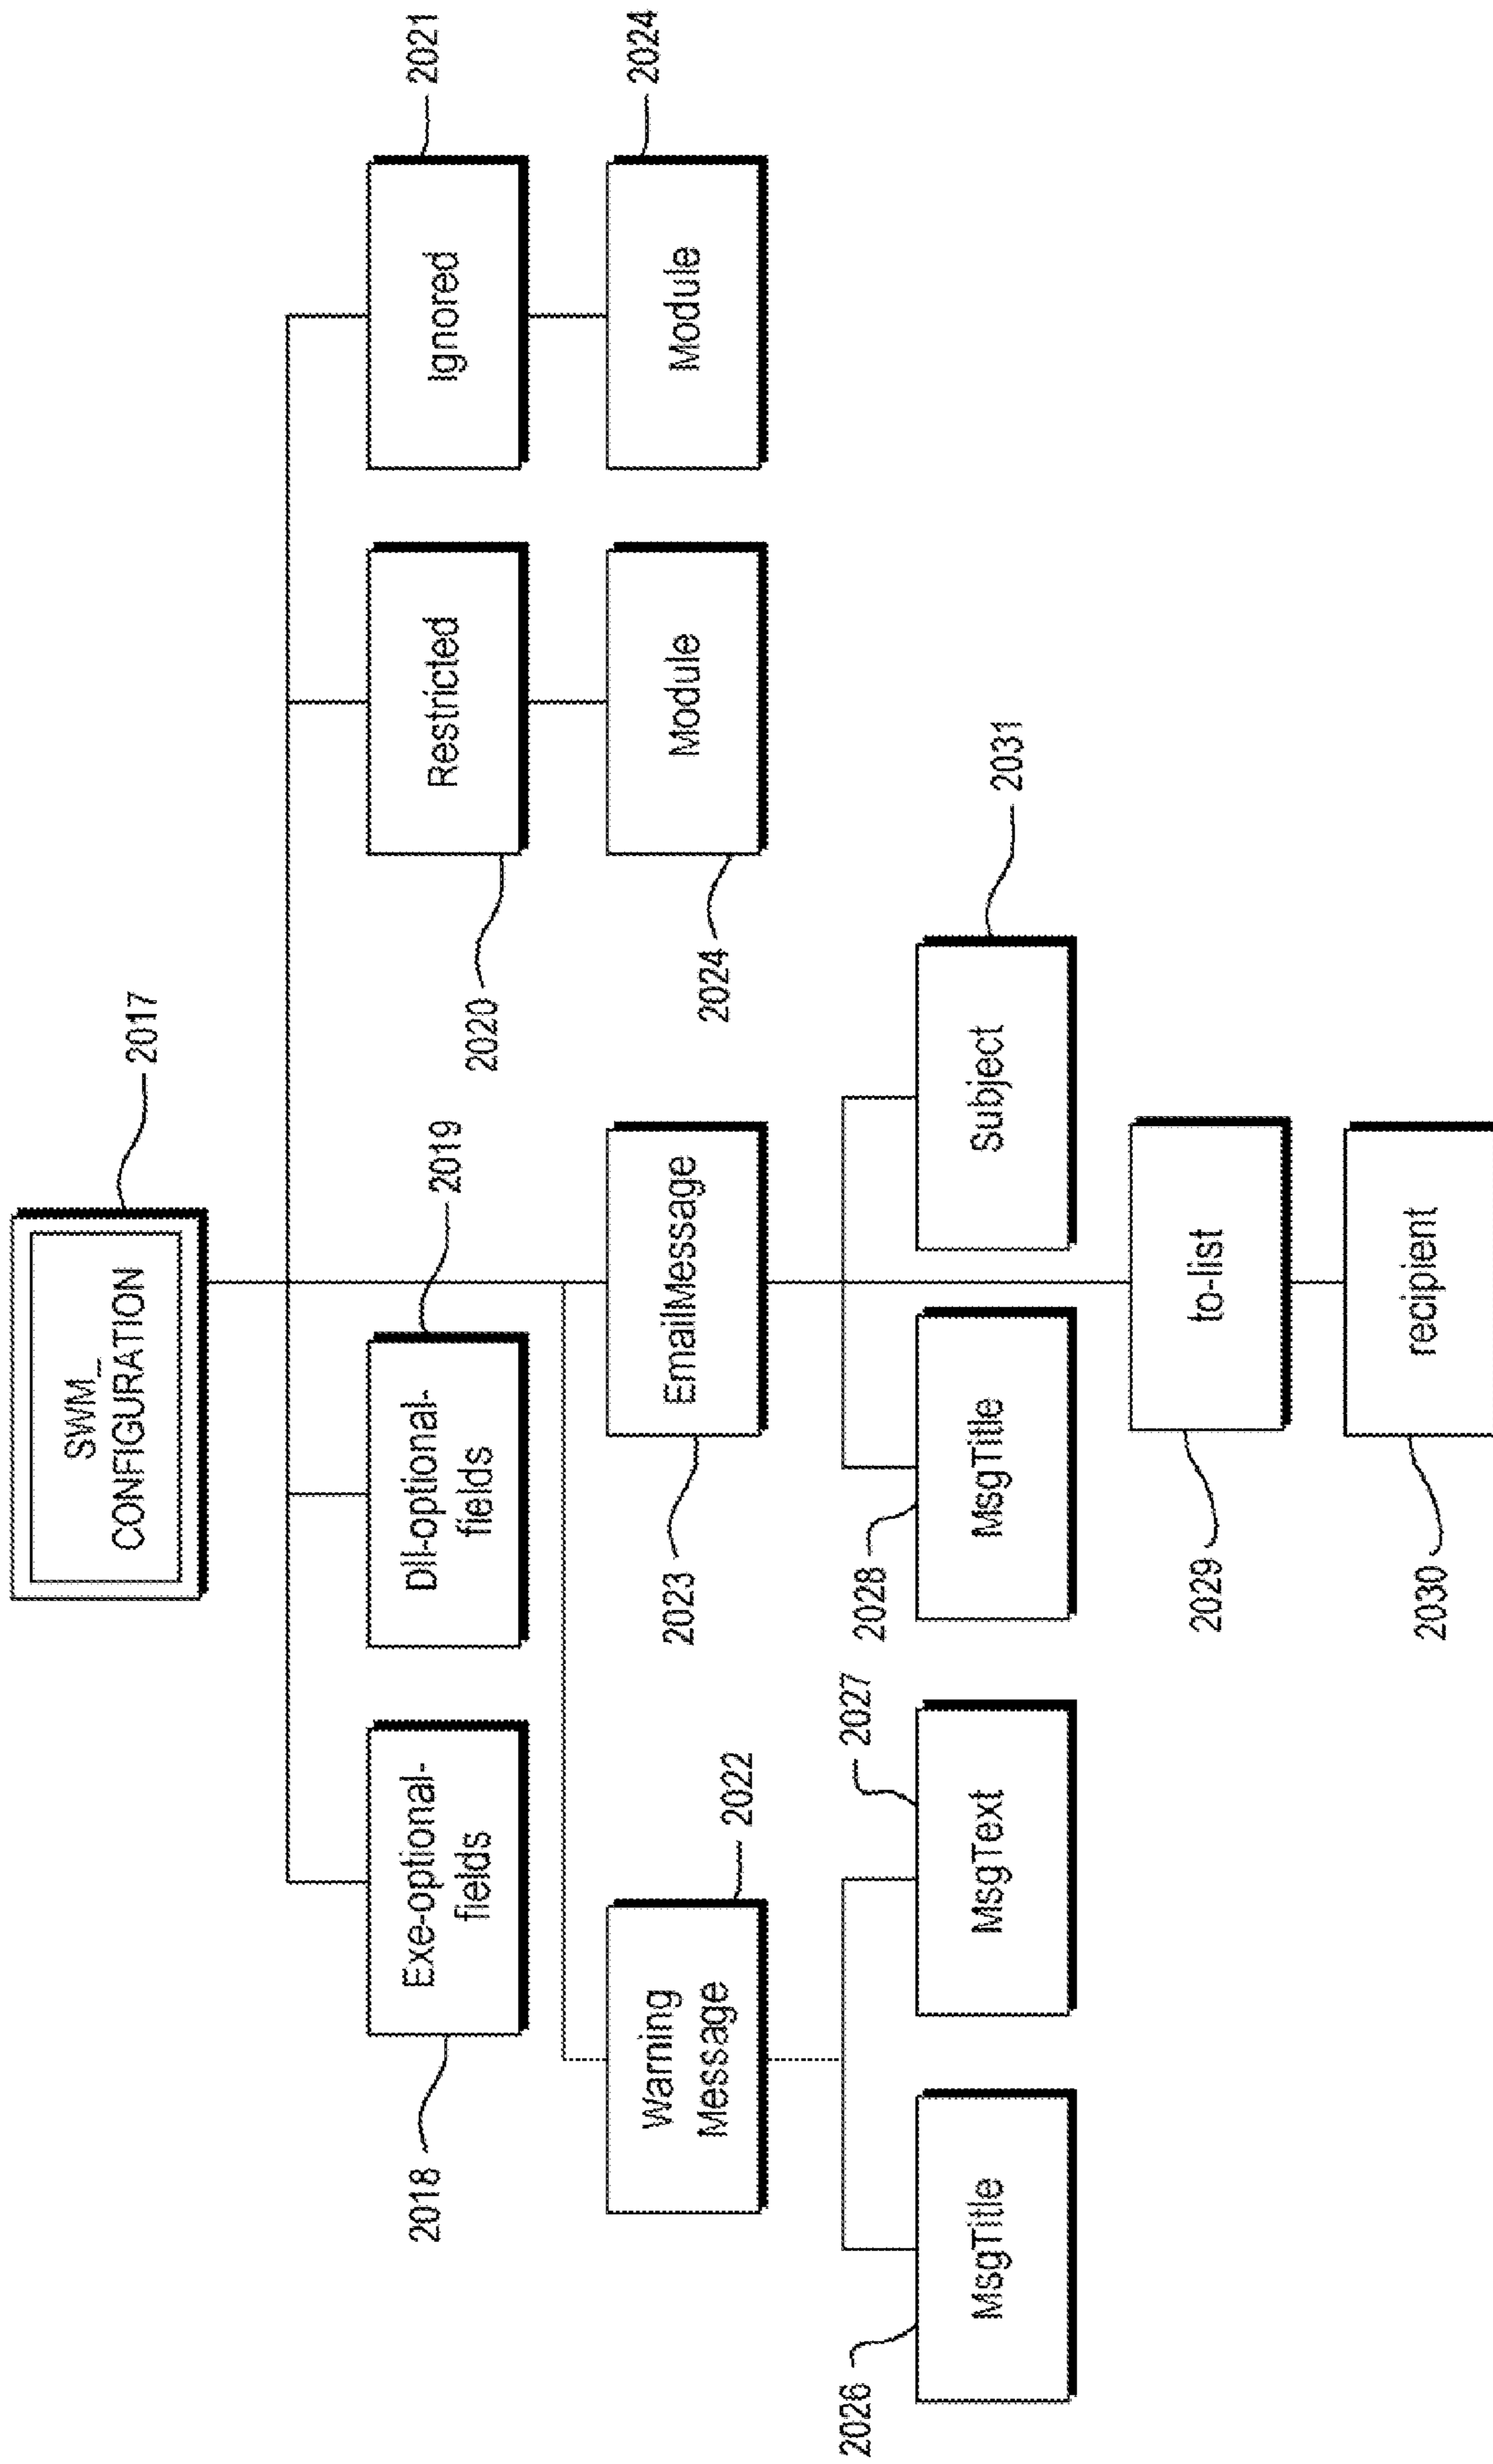 SWM_
CONFIGURATION
2017
Exe-optional-
fields
2018
Dll-optional-
fields
2019
Restricted
2020
Ignored
2021
Warning
Message
2022
EmailMessage
2023
Module
2024
Module
2024
MsgTitle
2026
MsgText
2027
MsgTitle
2028
Subject
2031
to-list
2029
recipient
2030